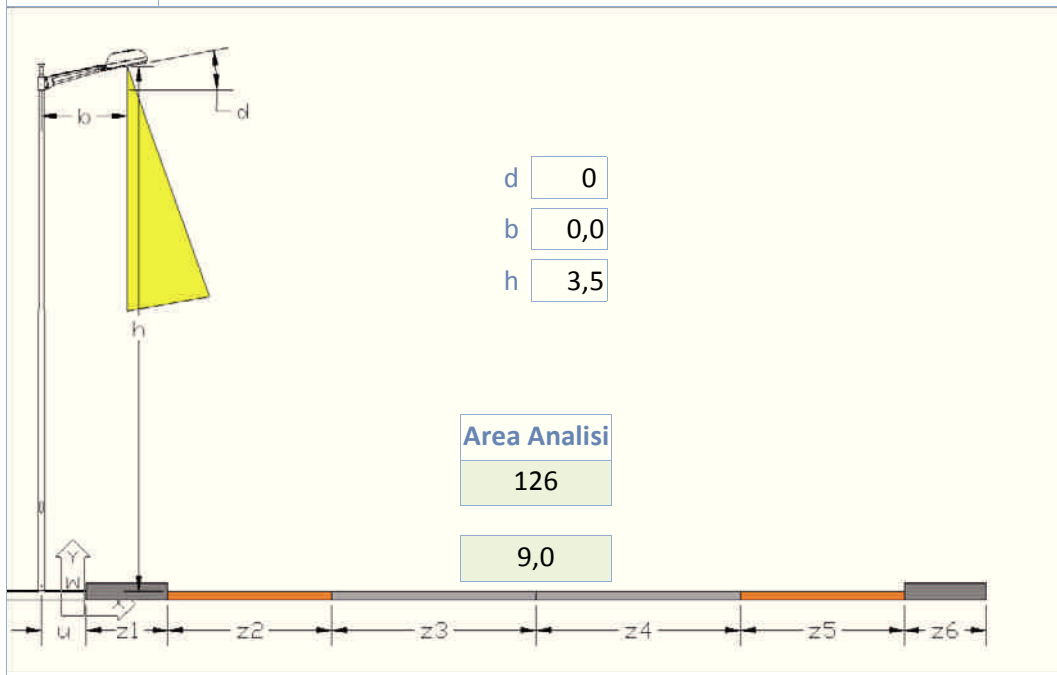 b
d
d 0
b 0,0
h 3,5
h
Area Analisi
126
9,0
Y
W
X
u z1 z2 z3 z4 z5 z6